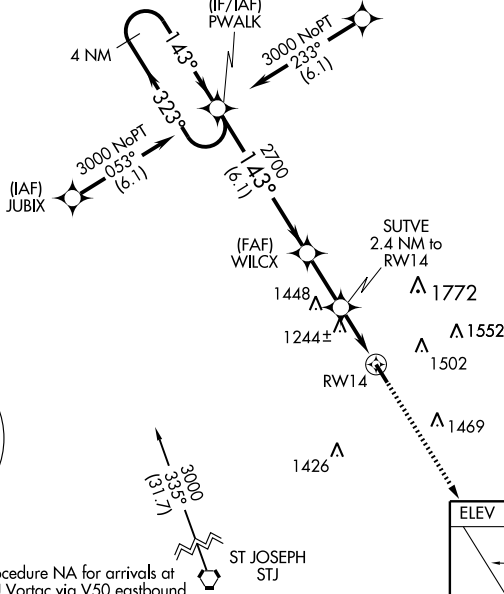 (IF/IAF)
PWALK
4 NM
143°
323°
3000 NoPT
233°
(6.1)
3000 NoPT
053°
(6.1)
(IAF)
JUBIX
2700
143°
(6.1)
(FAF)
WILCX
SUTVE
2.4 NM to
RW14
1448
1244±
1772
1552
1502
RW14
1469
1426
3000
335°
(31.7)
ST JOSEPH
STJ
ELEV
ocedure NA for arrivals at
Vortac via V50 eastbound